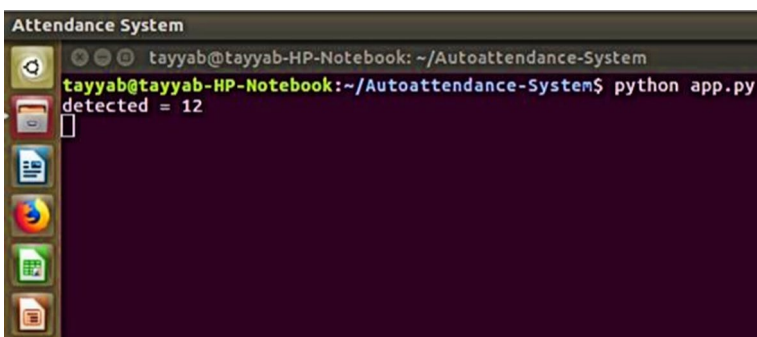 Attendance System
tayyab@tayyab-HP-Notebook: ~/Autoattendance-System
tayyab@tayyab-HP-Notebook:~/Autoattendance-System$ python app.py
detected = 12